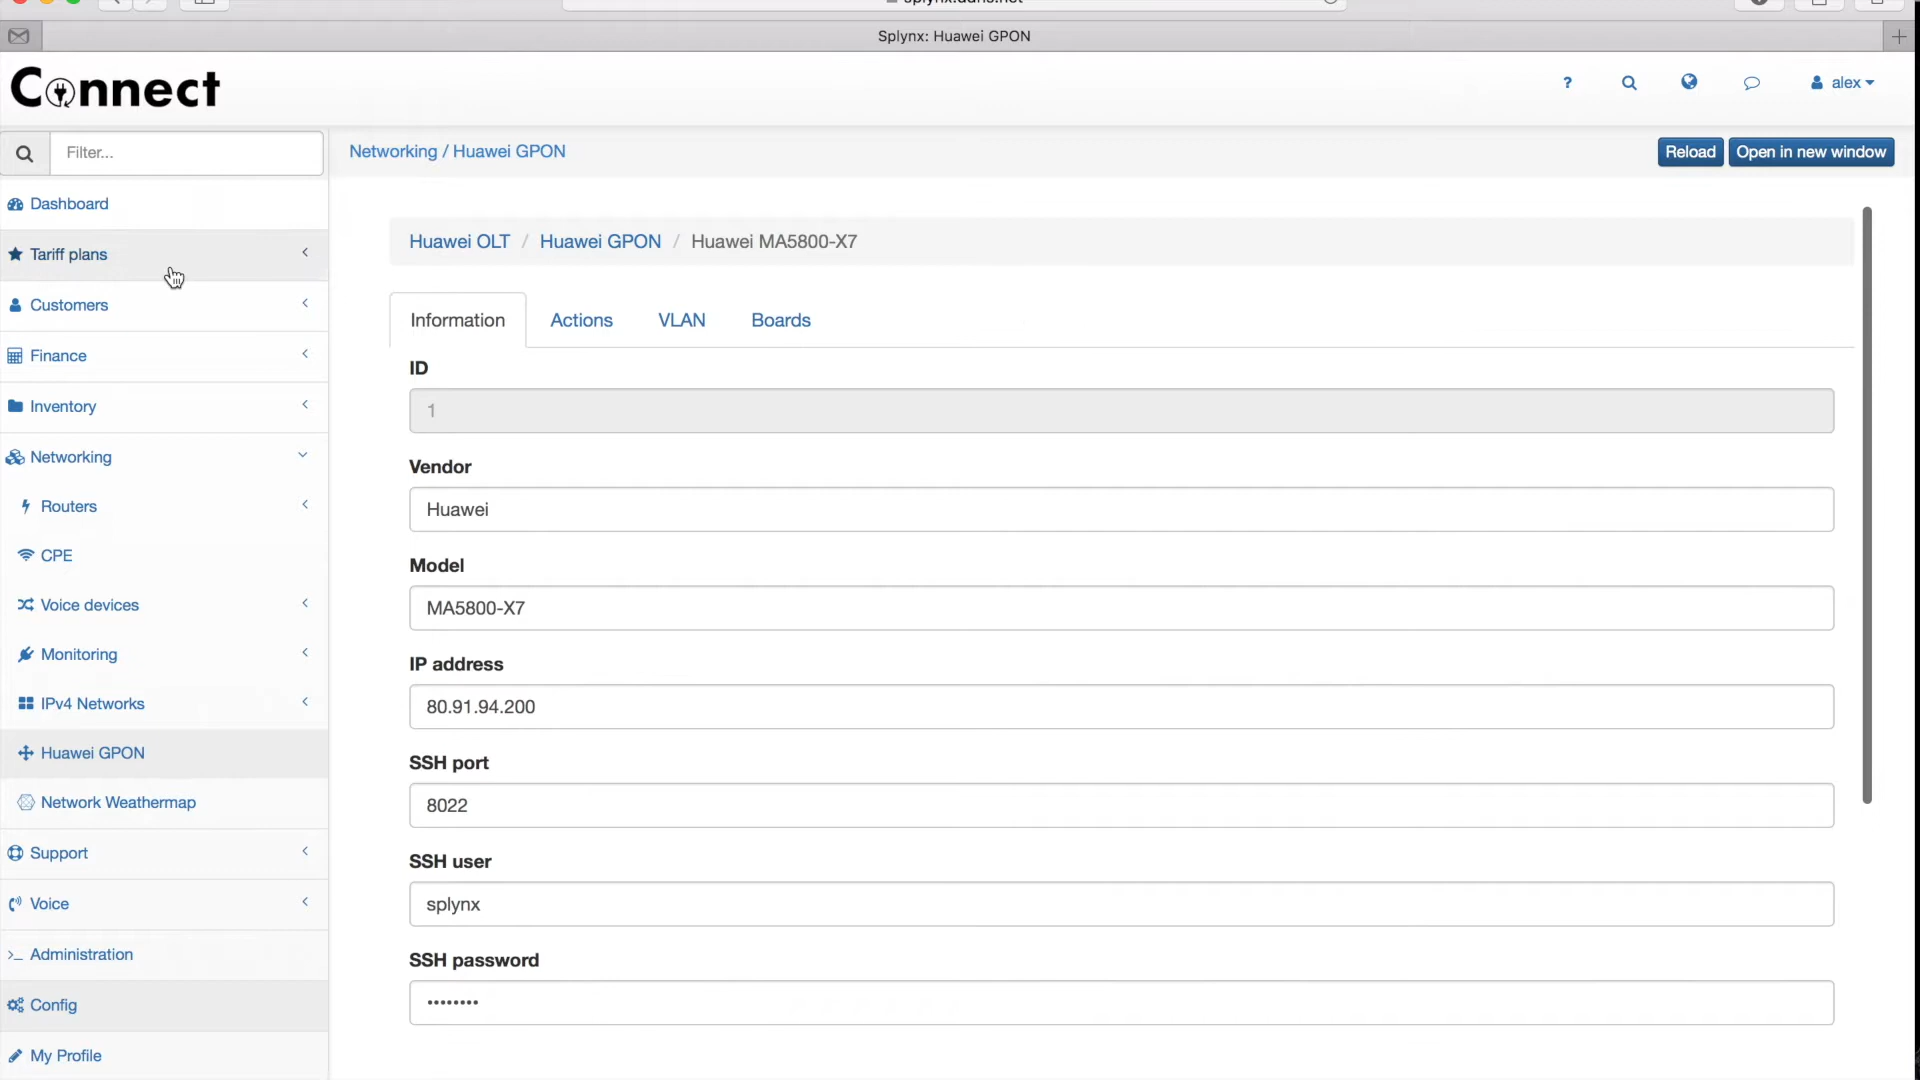 Splynx: Huawei GPON
Connect
?
alex
Filter...
Networking / Huawei GPON
Reload
Open in new window
Dashboard
Tariff plans
Customers
Finance
Inventory
Networking
Routers
CPE
Voice devices
Monitoring
IPv4 Networks
Huawei GPON
Network Weathermap
Support
Voice
Administration
Config
My Profile
Huawei OLT / Huawei GPON / Huawei MA5800-X7
Information
Actions
VLAN
Boards
ID
1
Vendor
Huawei
Model
MA5800-X7
IP address
80.91.94.200
SSH port
8022
SSH user
splynx
SSH password
••••••••